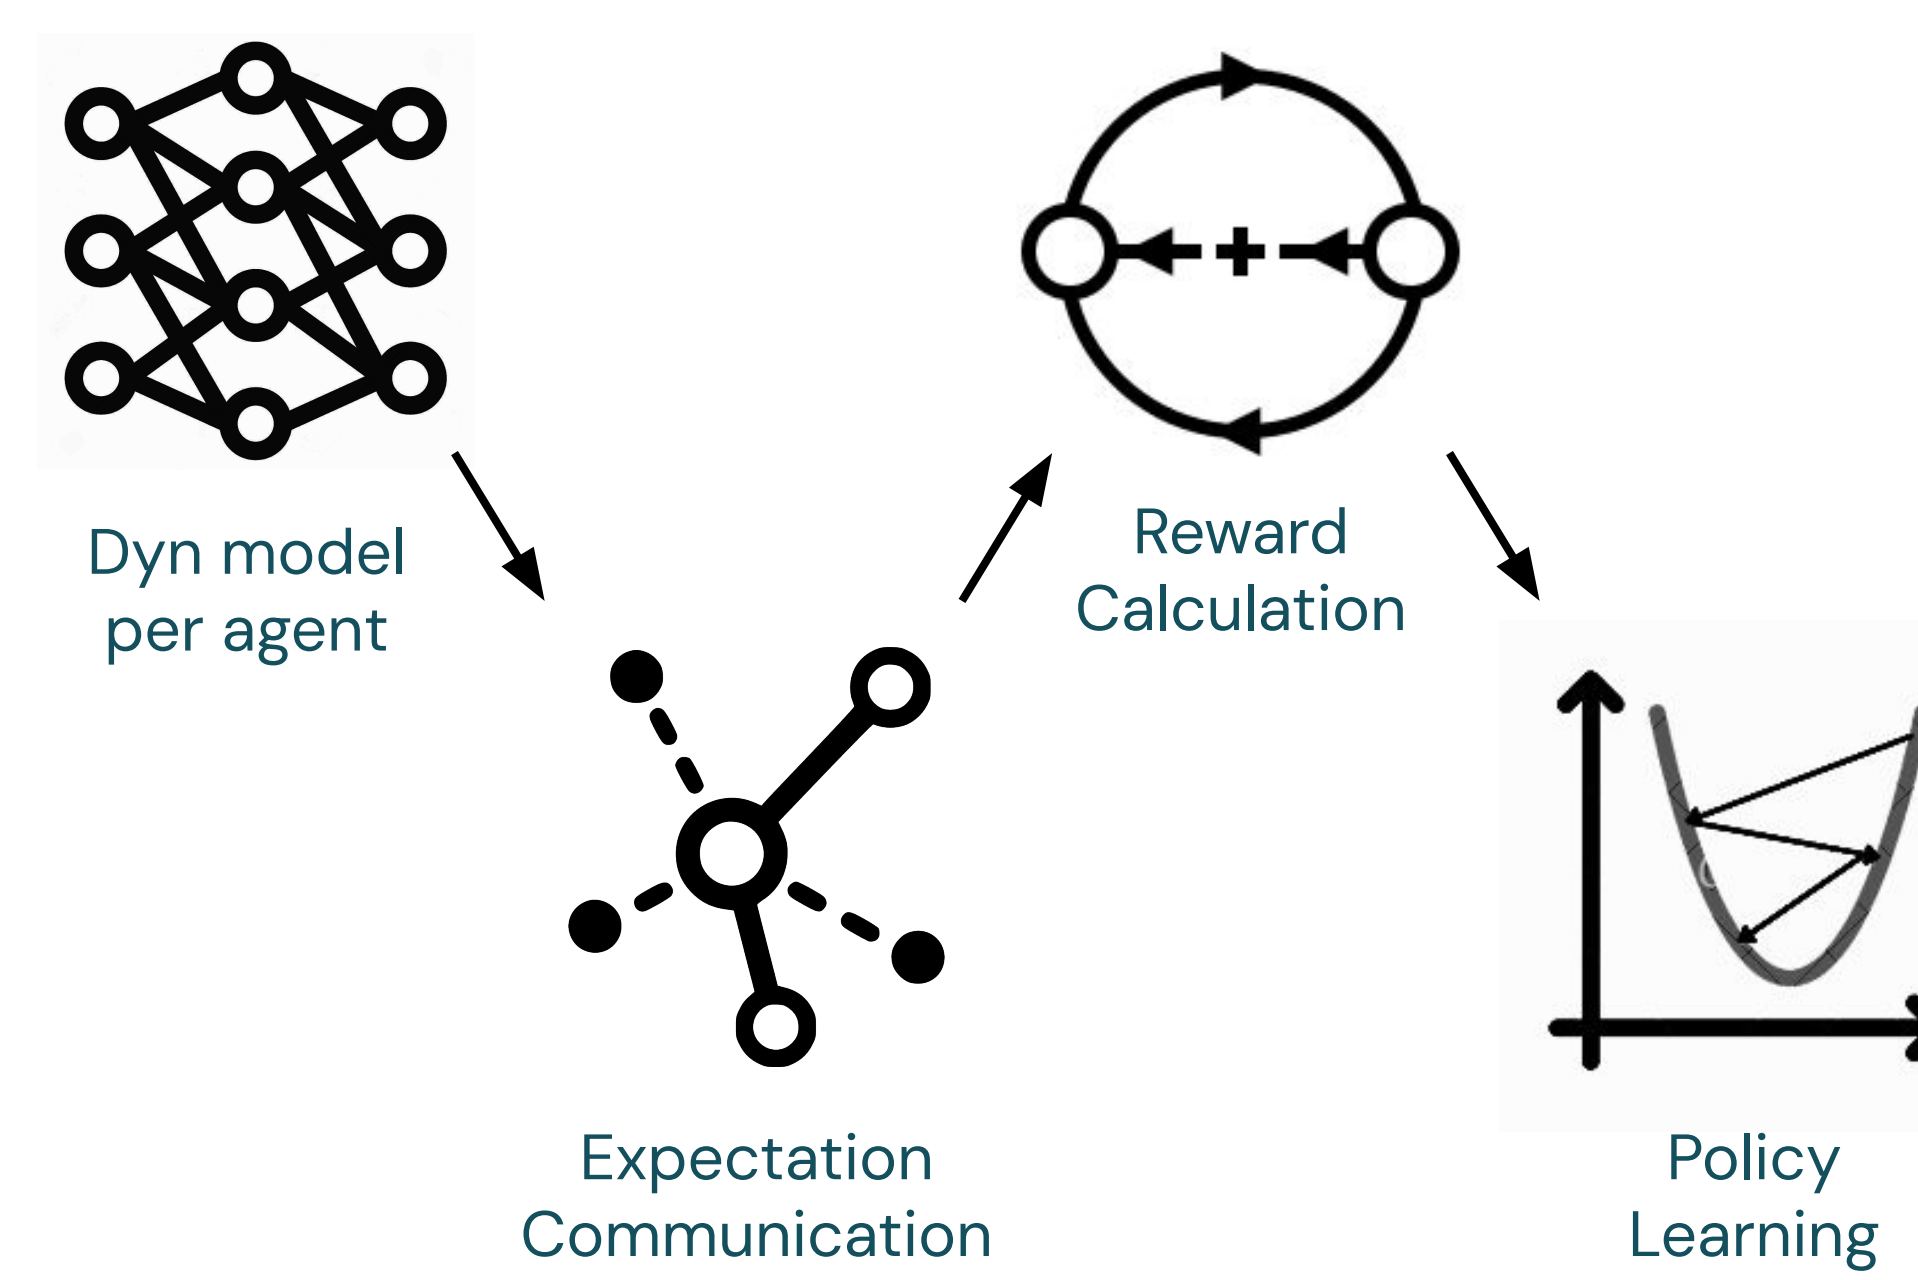 Dyn model
per agent
Expectation
Communication
Reward
Calculation
Policy
Learning